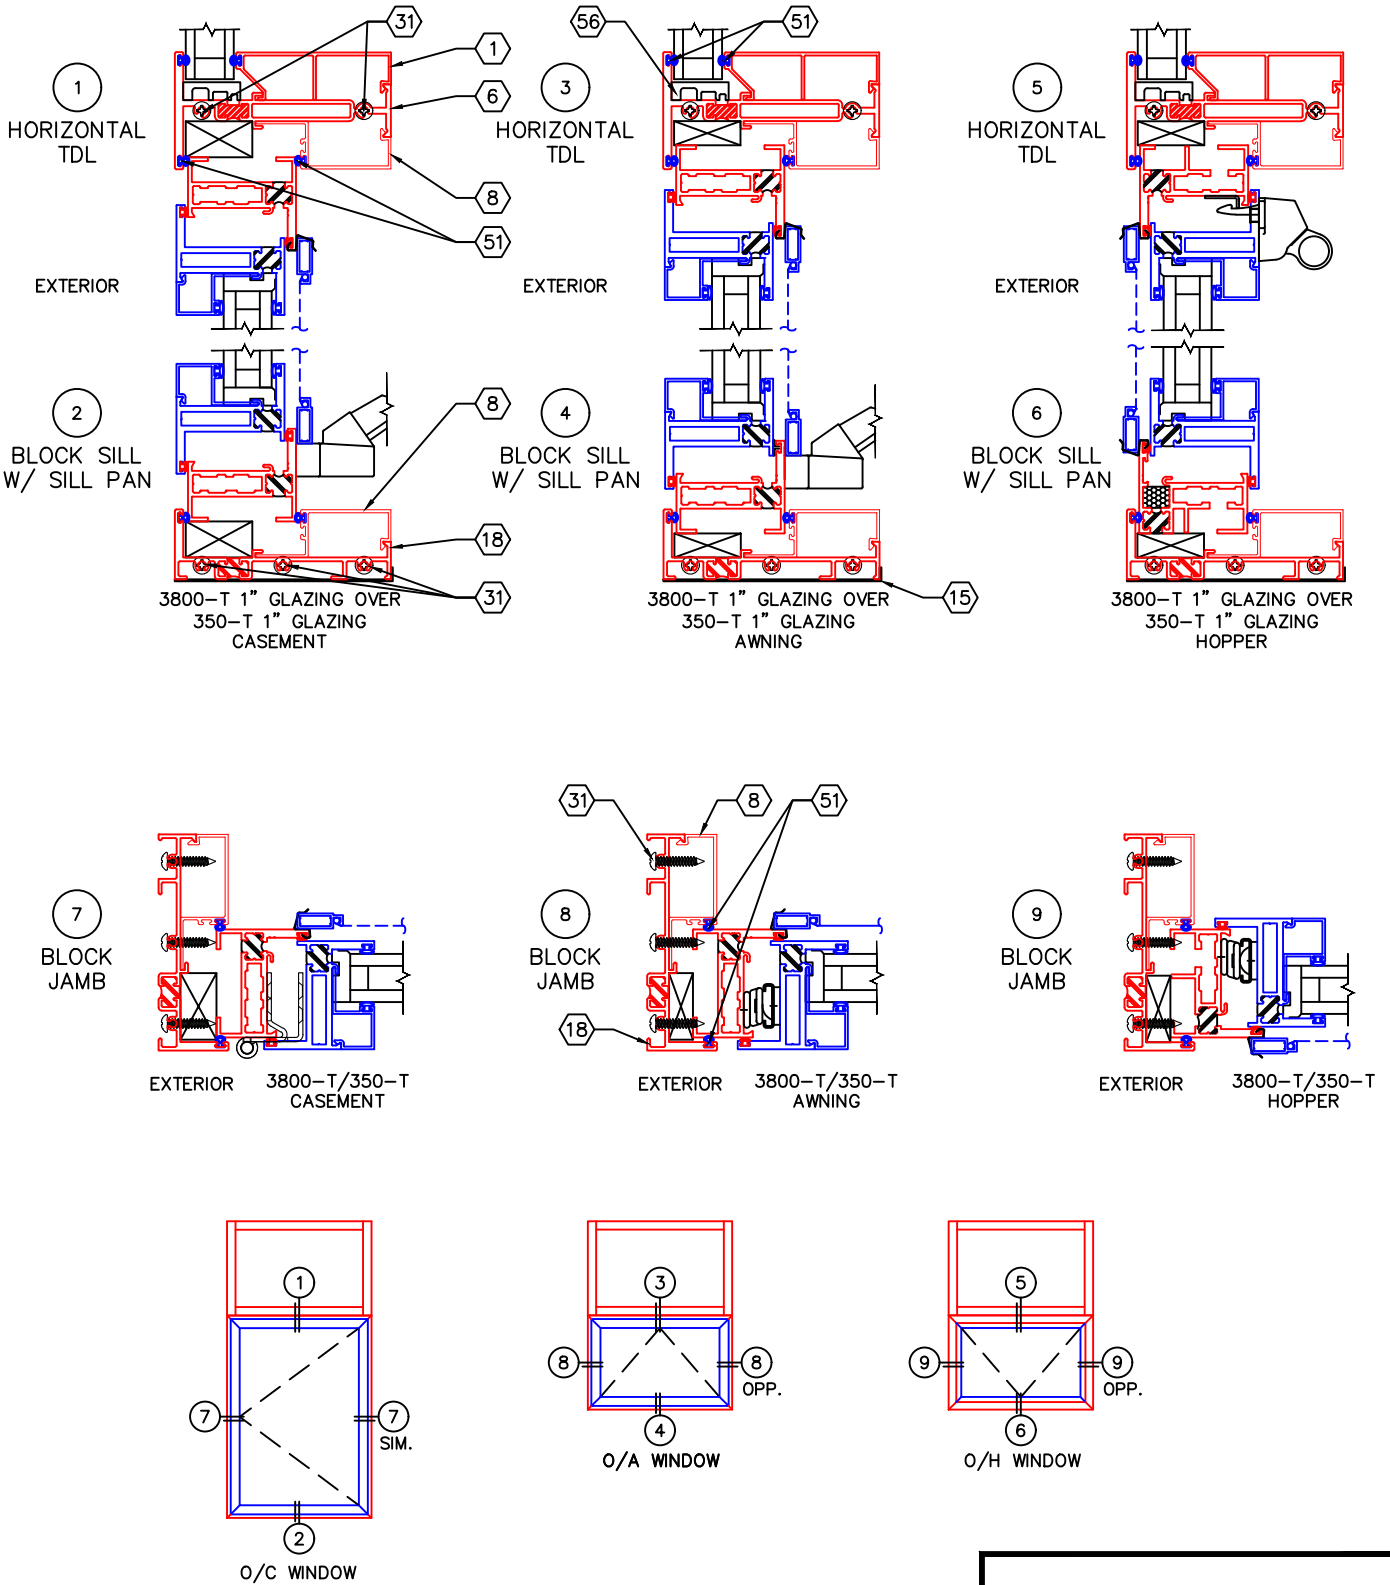 31
1
6
8
51
1
HORIZONTAL
TDL
EXTERIOR
2
BLOCK SILL
W/ SILL PAN
8
18
31
3800-T 1" GLAZING OVER
350-T 1" GLAZING
CASEMENT
56
51
3
HORIZONTAL
TDL
EXTERIOR
4
BLOCK SILL
W/ SILL PAN
15
3800-T 1" GLAZING OVER
350-T 1" GLAZING
AWNING
5
HORIZONTAL
TDL
EXTERIOR
6
BLOCK SILL
W/ SILL PAN
3800-T 1" GLAZING OVER
350-T 1" GLAZING
HOPPER
7
BLOCK
JAMB
EXTERIOR
3800-T/350-T
CASEMENT
31
8
51
8
BLOCK
JAMB
18
EXTERIOR
3800-T/350-T
AWNING
9
BLOCK
JAMB
EXTERIOR
3800-T/350-T
HOPPER
1
7
7
SIM.
2
O/C WINDOW
3
8
8
OPP.
4
O/A WINDOW
5
9
9
OPP.
6
O/H WINDOW